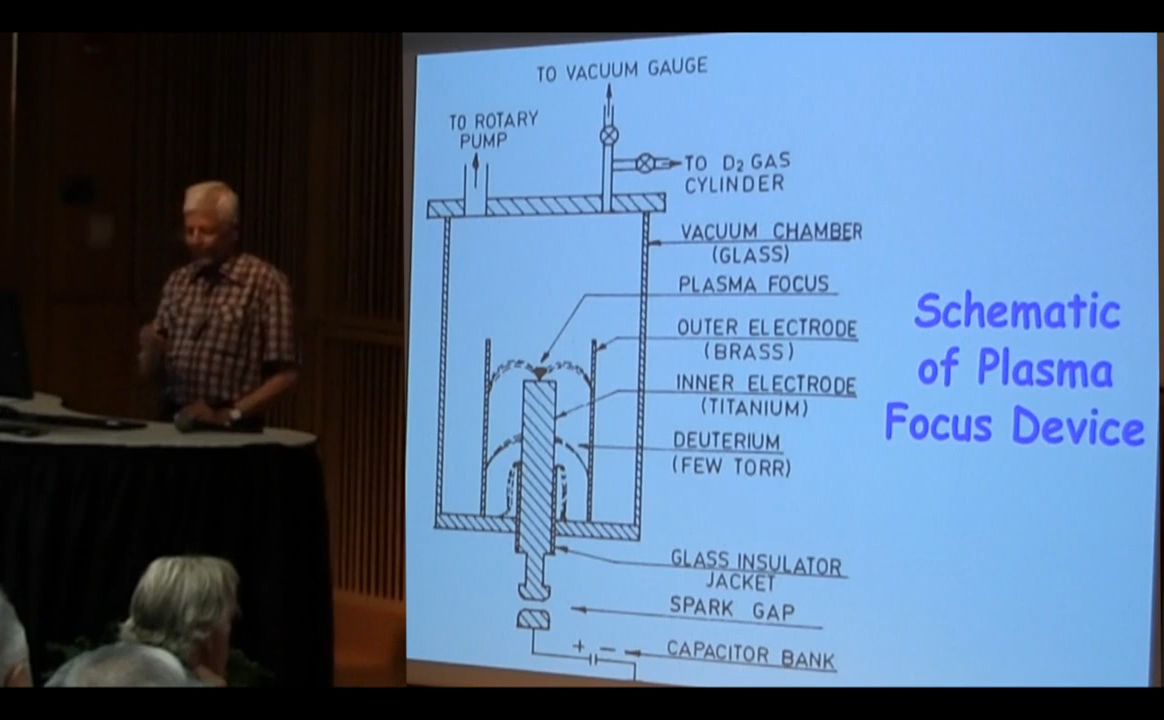 TO VACUUM GAUGE
TO ROTARY
PUMP
TO D2 GAS
CYLINDER
VACUUM CHAMBER
(GLASS)
PLASMA FOCUS
OUTER ELECTRODE
(BRASS)
INNER ELECTRODE
(TITANIUM)
DEUTERIUM
(FEW TORR)
GLASS INSULATOR
JACKET
SPARK GAP
+ −
CAPACITOR BANK
Schematic
of Plasma
Focus Device